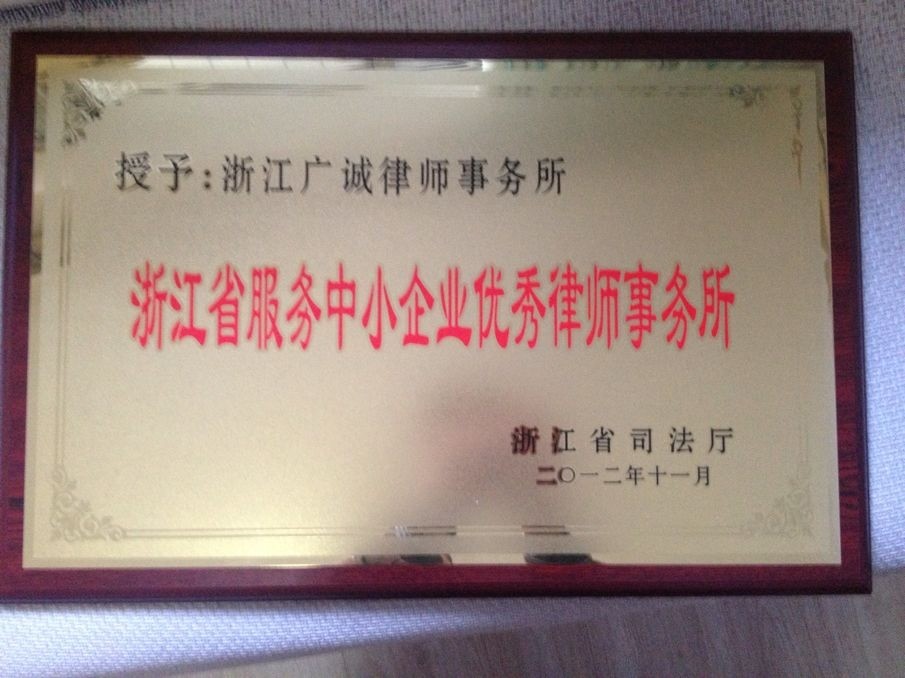 授予:浙江广诚律师事务所
浙江省服务中小企业优秀律师事务所
浙江省司法厅
二〇一二年十一月